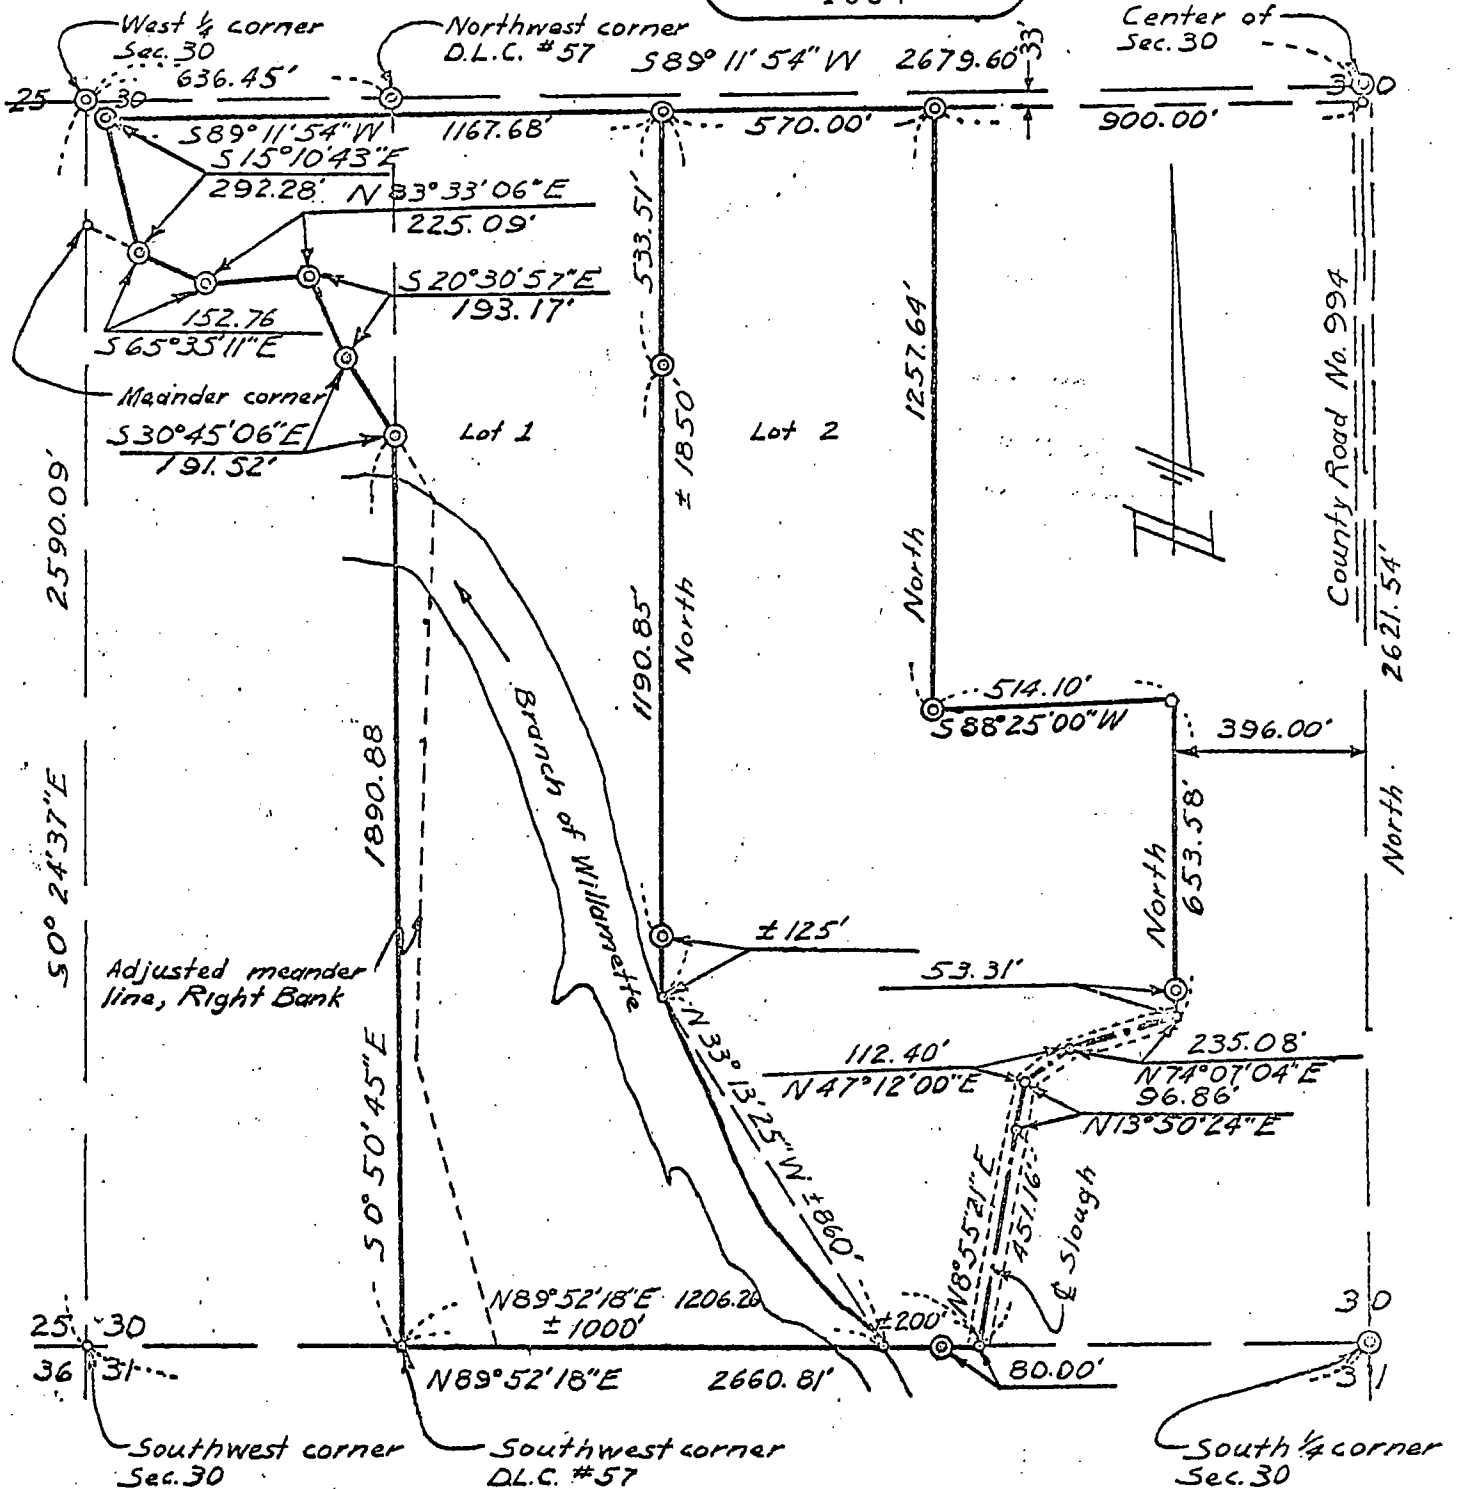 West ¼ corner
Sec. 30
Northwest corner
D.L.C. #57
Center of
Sec. 30
636.45'
S89°11'54"W 2679.60'
33'
25 30
30
S89°11'54"W 1167.68'
570.00'
900.00'
S15°10'43"E
292.28'
N83°33'06"E
225.09'
533.51'
S20°30'57"E
193.17'
152.76
S65°35'11"E
Meander corner
S30°45'06"E
191.52'
Lot 1
Lot 2
± 1850'
1257.64'
North
County Road No. 994
2621.54'
North
2590.09'
S0°24'37"E
1190.85'
North
514.10'
S88°25'00"W
396.00'
1890.88
S0°50'45"E
Branch of Willamette
North
653.58'
± 125'
53.31'
Adjusted meander
line, Right Bank
N33°13'25"W ±860'
112.40'
N47°12'00"E
235.08'
N74°07'04"E
96.86'
N13°50'24"E
N8°55'21"E
451.16'
℄ Slough
N89°52'18"E 1206.26
± 1000'
±200'
80.00'
25 30
36 31
N89°52'18"E 2660.81'
30
31
Southwest corner
Sec. 30
Southwest corner
D.L.C. #57
South ¼ corner
Sec. 30